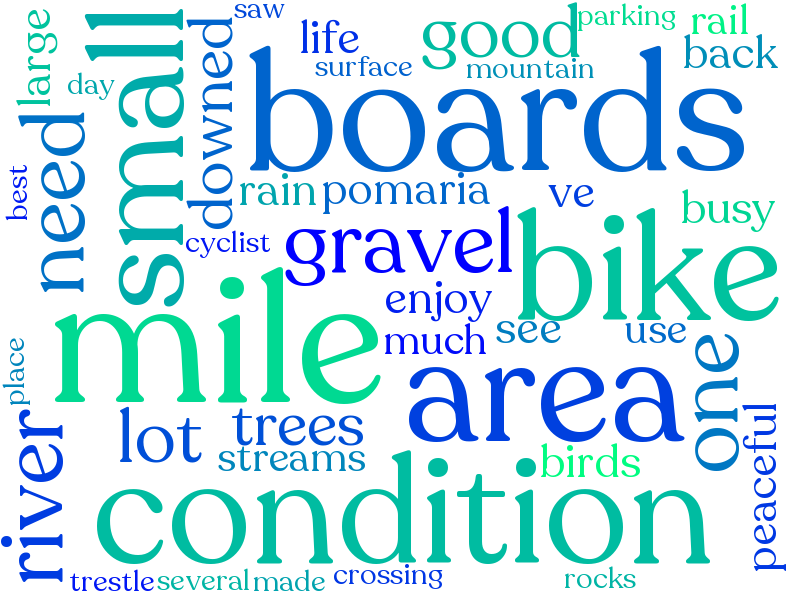 saw
life
good
parking
rail
large
small
downed
surface
mountain
back
day
boards
need
best
rain
pomaria
ve
busy
cyclist
gravel
bike
enjoy
mile
much
see
use
place
area
one
river
lot
trees
streams
birds
peaceful
condition
trestle
several
made
crossing
rocks